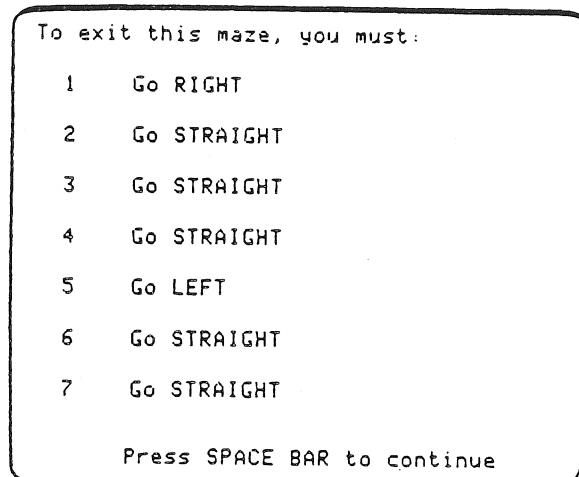 To exit this maze, you must:
1 Go RIGHT
2 Go STRAIGHT
3 Go STRAIGHT
4 Go STRAIGHT
5 Go LEFT
6 Go STRAIGHT
7 Go STRAIGHT
Press SPACE BAR to continue